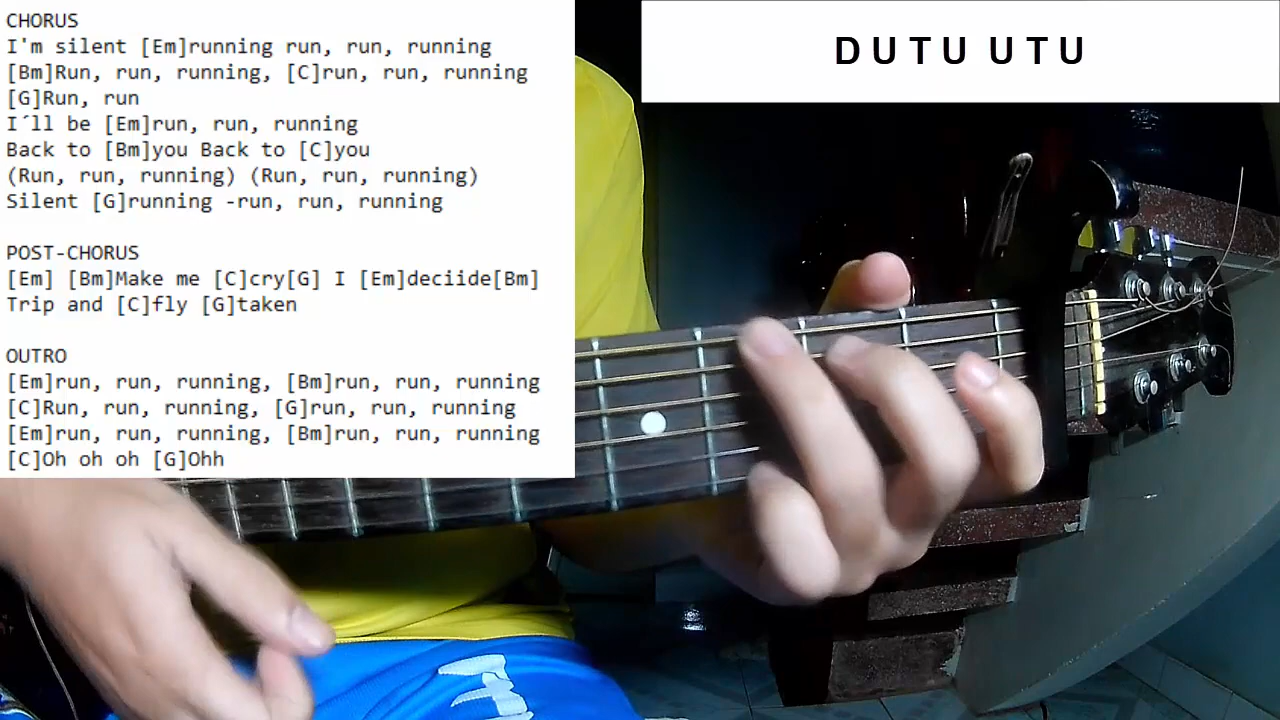 CHORUS
I'm silent [Em]running run, run, running
[Bm]Run, run, running, [C]run, run, running
[G]Run, run
I´ll be [Em]run, run, running
Back to [Bm]you Back to [C]you
(Run, run, running) (Run, run, running)
Silent [G]running -run, run, running
POST-CHORUS
[Em] [Bm]Make me [C]cry[G] I [Em]deciide[Bm]
Trip and [C]fly [G]taken
OUTRO
[Em]run, run, running, [Bm]run, run, running
[C]Run, run, running, [G]run, run, running
[Em]run, run, running, [Bm]run, run, running
[C]Oh oh oh [G]Ohh
D U T U U T U